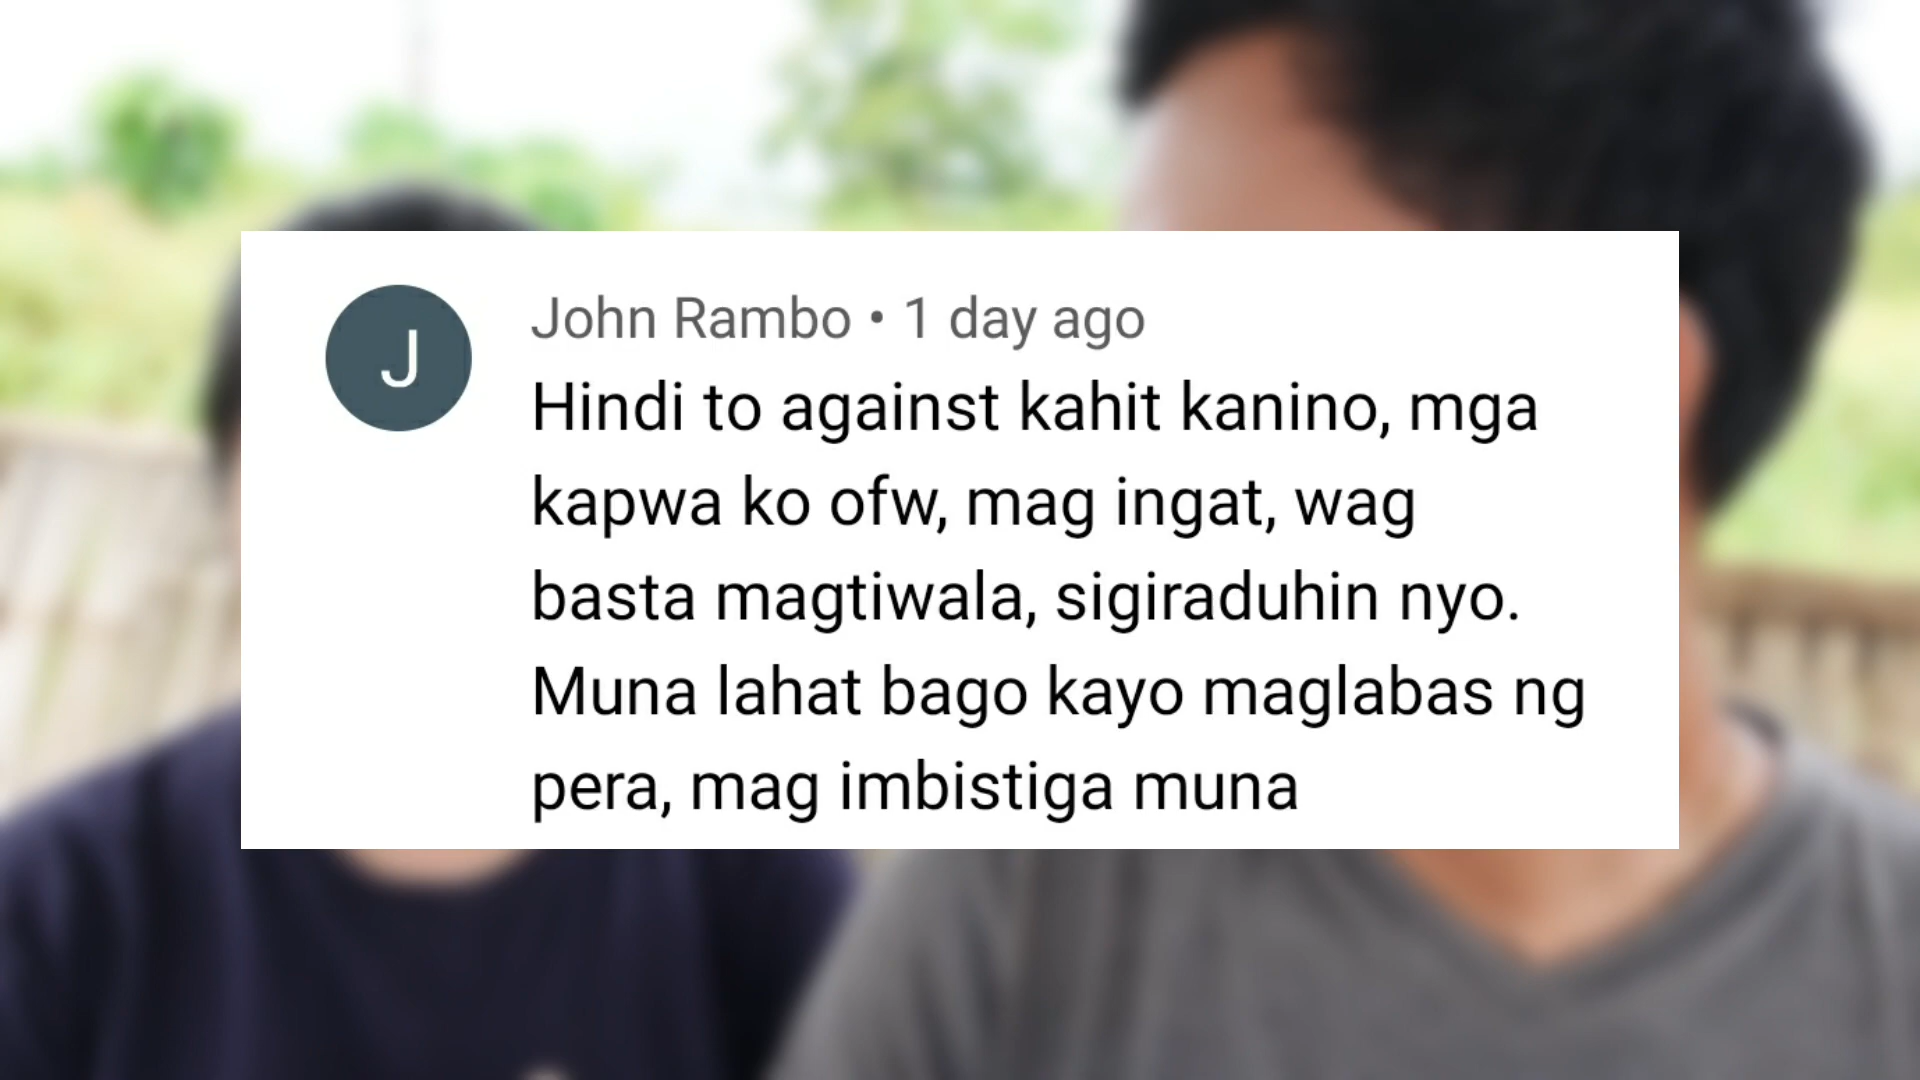 J
John Rambo • 1 day ago
Hindi to against kahit kanino, mga
kapwa ko ofw, mag ingat, wag
basta magtiwala, sigiraduhin nyo.
Muna lahat bago kayo maglabas ng
pera, mag imbistiga muna